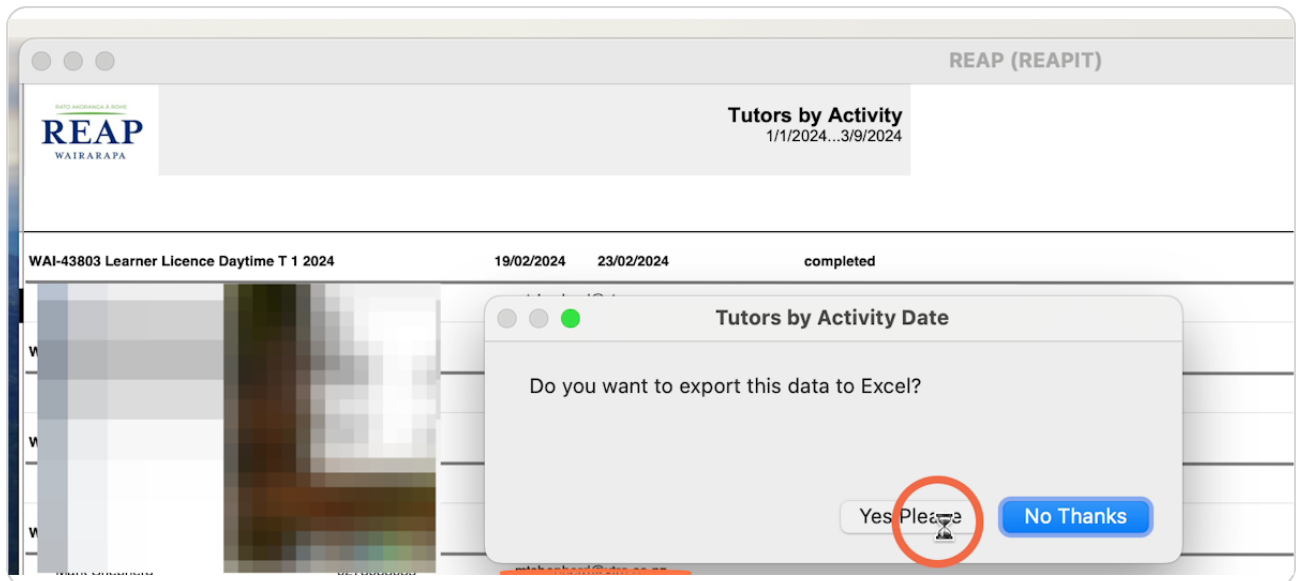 REAP (REAPIT)
RATO AKORANGA Ā ROHE
REAP
WAIRARAPA
Tutors by Activity
1/1/2024...3/9/2024
WAI-43803 Learner Licence Daytime T 1 2024 19/02/2024 23/02/2024 completed
Tutors by Activity Date
Do you want to export this data to Excel?
Yes Please
No Thanks